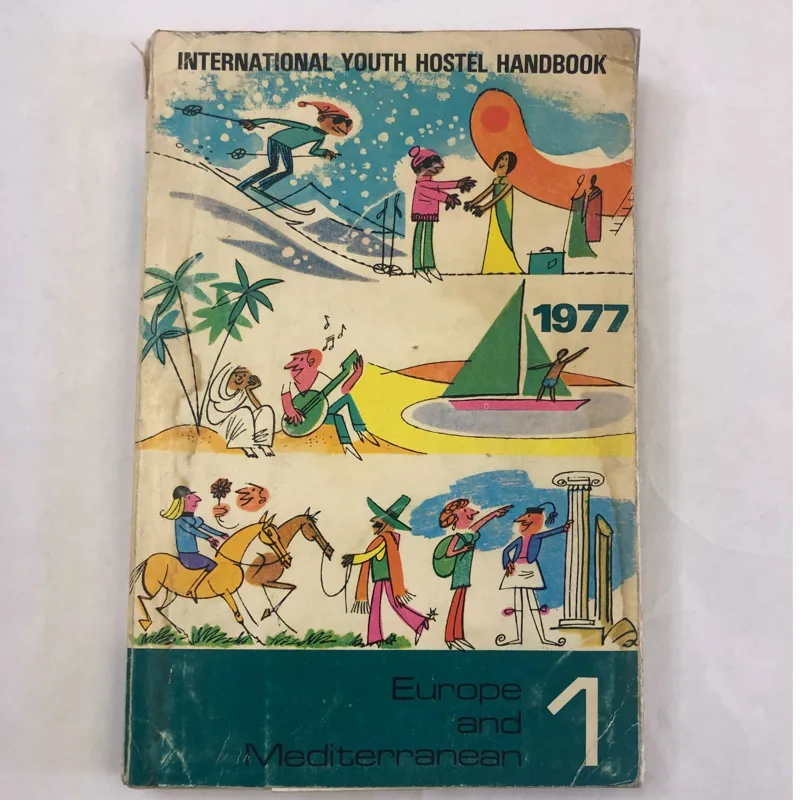 INTERNATIONAL YOUTH HOSTEL HANDBOOK
1977
Europe
and
Mediterranean
1